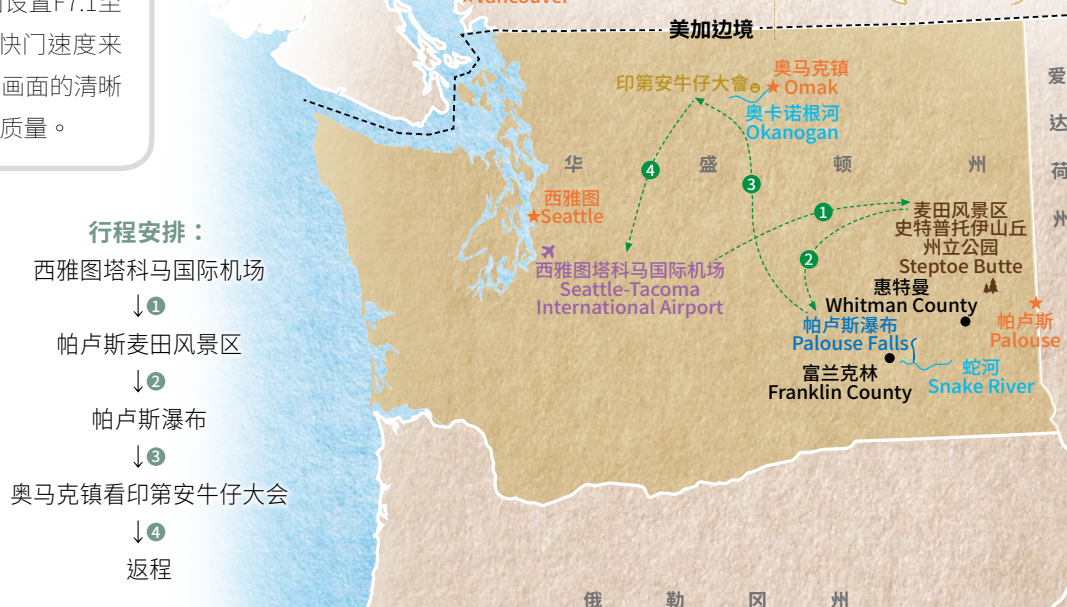 设置F7.1至
快门速度来
画面的清晰
质量。
行程安排：
西雅图塔科马国际机场
↓1
帕卢斯麦田风景区
↓2
帕卢斯瀑布
↓3
奥马克镇看印第安牛仔大会
↓4
返程
Vancouver
美加边境
印第安牛仔大會
奥马克镇
Omak
奥卡诺根河
Okanogan
华盛顿州
4
3
1
2
西雅图
Seattle
西雅图塔科马国际机场
Seattle-Tacoma
International Airport
麦田风景区
史特普托伊山丘
州立公园
Steptoe Butte
惠特曼
Whitman County
帕卢斯瀑布
Palouse Falls
帕卢斯
Palouse
富兰克林
Franklin County
蛇河
Snake River
爱达荷州
俄勒冈州